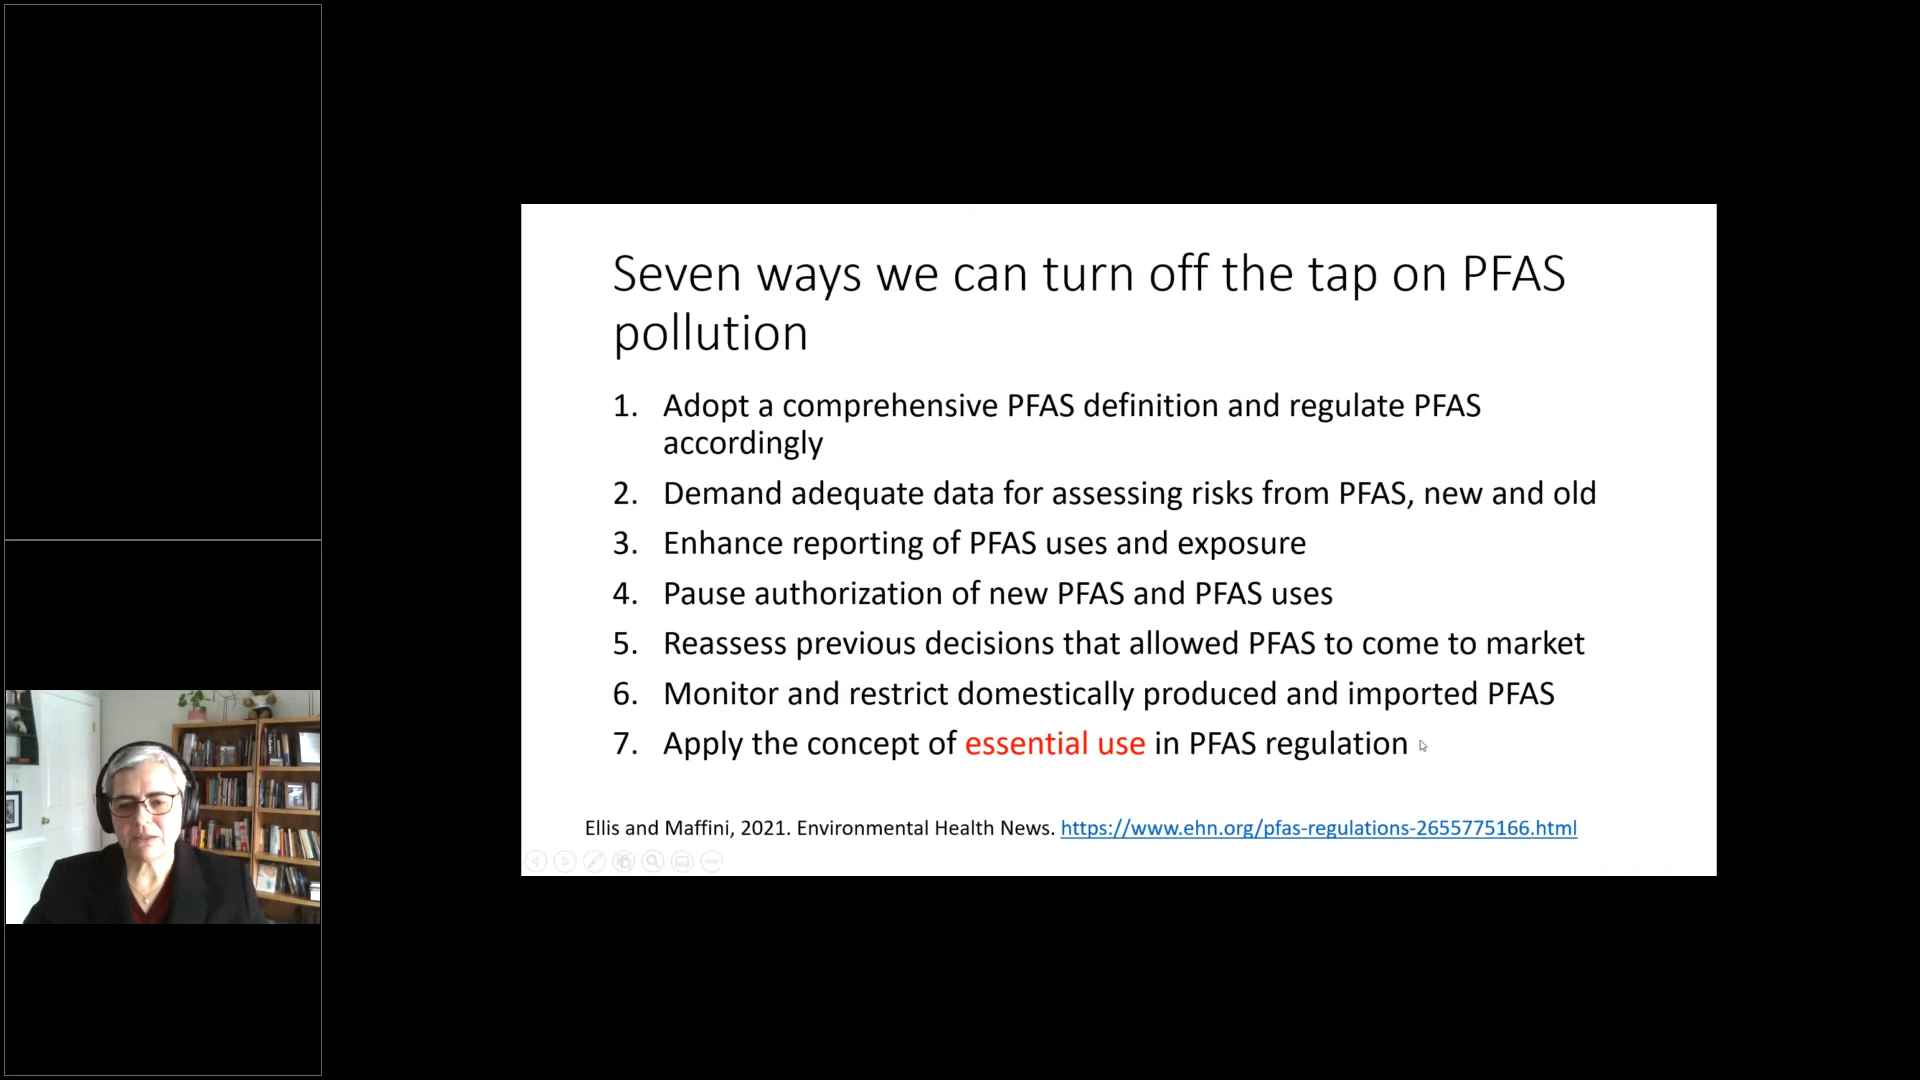 Seven ways we can turn off the tap on PFAS
pollution
1. Adopt a comprehensive PFAS definition and regulate PFAS
accordingly
2. Demand adequate data for assessing risks from PFAS, new and old
3. Enhance reporting of PFAS uses and exposure
4. Pause authorization of new PFAS and PFAS uses
5. Reassess previous decisions that allowed PFAS to come to market
6. Monitor and restrict domestically produced and imported PFAS
7. Apply the concept of essential use in PFAS regulation
Ellis and Maffini, 2021. Environmental Health News. https://www.ehn.org/pfas-regulations-2655775166.html